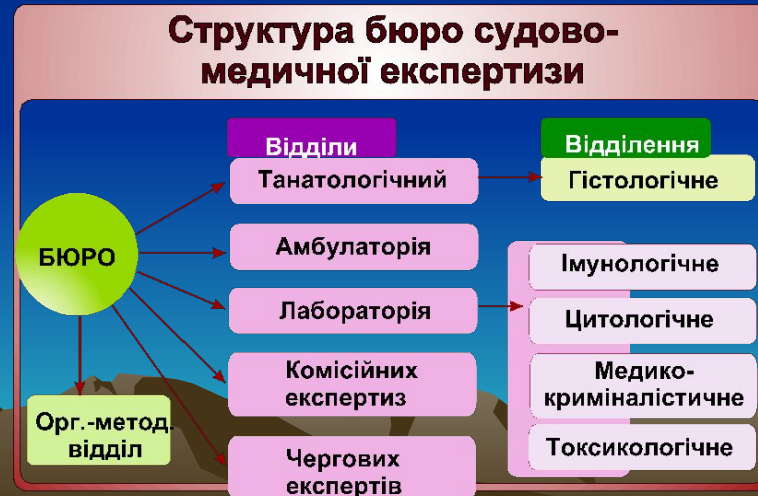 Структура бюро судово-
медичної експертизи
Відділи
Відділення
Танатологічний
Гістологічне
БЮРО
Амбулаторія
Імунологічне
Лабораторія
Цитологічне
Комісійних
експертиз
Медико-
криміналістичне
Орг.-метод.
відділ
Токсикологічне
Чергових
експертів